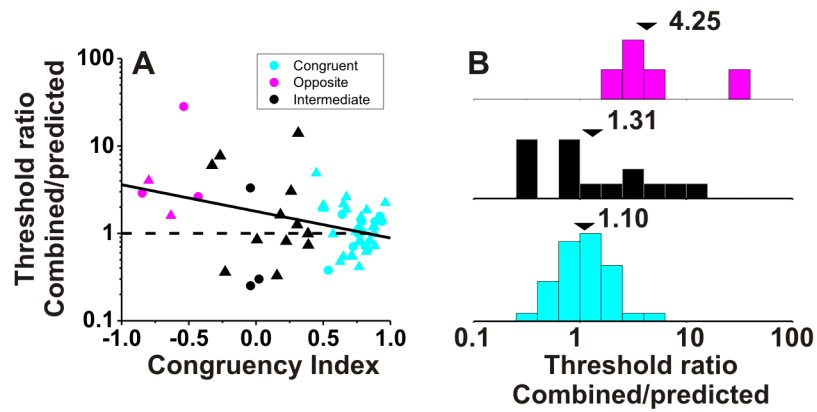 A
Threshold ratio
Combined/predicted
100
10
1
0.1
-1.0
-0.5
0.0
0.5
1.0
Congruency Index
Congruent
Opposite
Intermediate
B
4.25
1.31
1.10
0.1
1
10
100
Threshold ratio
Combined/predicted